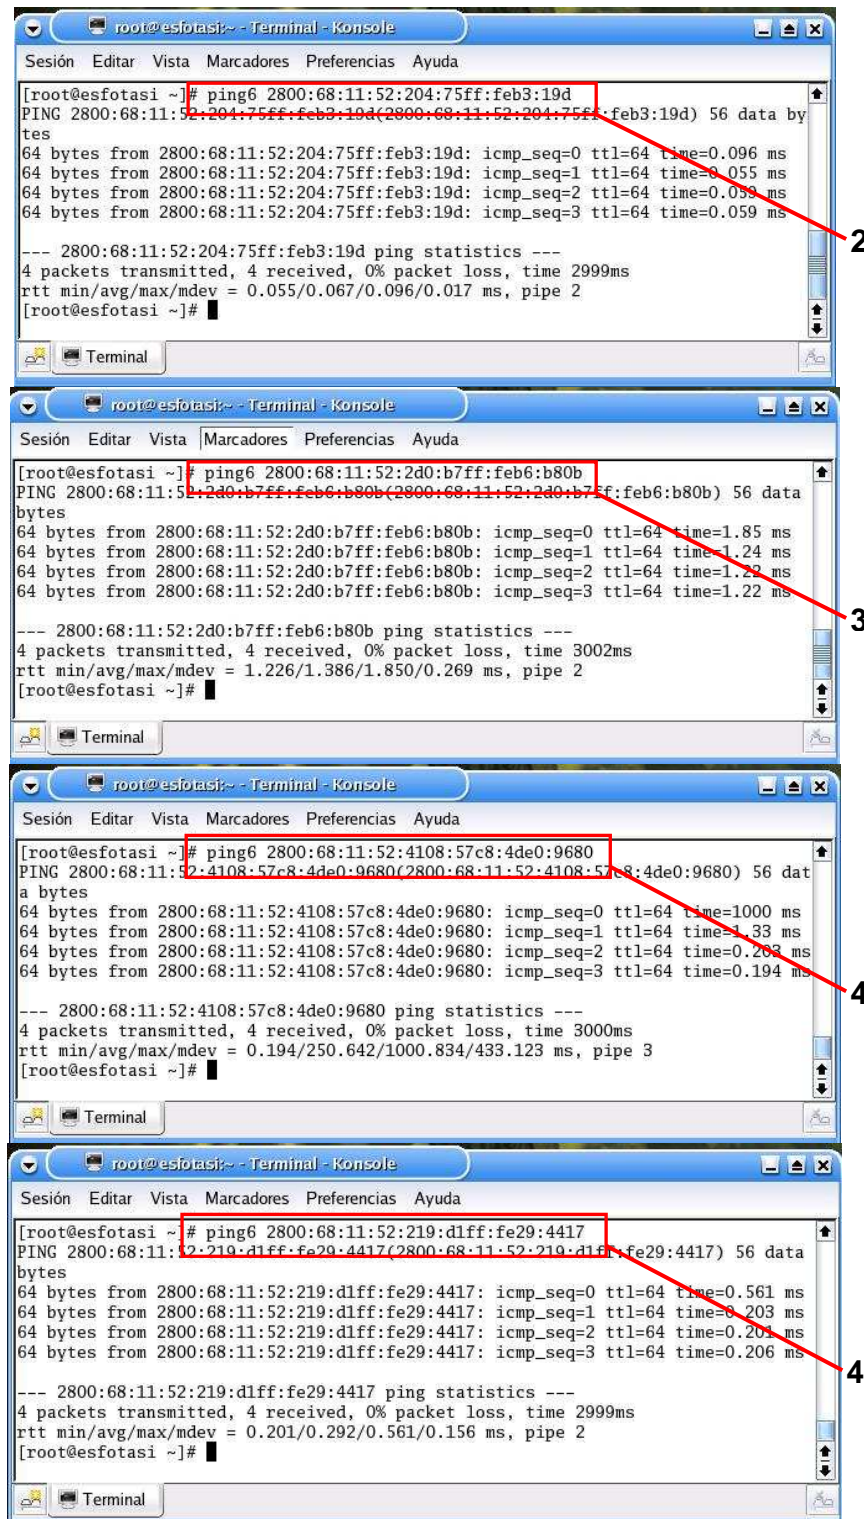 root@esfotasi:~ - Terminal - Konsole
Sesión Editar Vista Marcadores Preferencias Ayuda
[root@esfotasi ~]# ping6 2800:68:11:52:204:75ff:feb3:19d
PING 2800:68:11:52:204:75ff:feb3:19d(2800:68:11:52:204:75ff:feb3:19d) 56 data by
tes
64 bytes from 2800:68:11:52:204:75ff:feb3:19d: icmp_seq=0 ttl=64 time=0.096 ms
64 bytes from 2800:68:11:52:204:75ff:feb3:19d: icmp_seq=1 ttl=64 time=0.055 ms
64 bytes from 2800:68:11:52:204:75ff:feb3:19d: icmp_seq=2 ttl=64 time=0.059 ms
64 bytes from 2800:68:11:52:204:75ff:feb3:19d: icmp_seq=3 ttl=64 time=0.059 ms
2
--- 2800:68:11:52:204:75ff:feb3:19d ping statistics ---
4 packets transmitted, 4 received, 0% packet loss, time 2999ms
rtt min/avg/max/mdev = 0.055/0.067/0.096/0.017 ms, pipe 2
[root@esfotasi ~]#
Terminal
root@esfotasi:~ - Terminal - Konsole
Sesión Editar Vista Marcadores Preferencias Ayuda
[root@esfotasi ~]# ping6 2800:68:11:52:2d0:b7ff:feb6:b80b
PING 2800:68:11:52:2d0:b7ff:feb6:b80b(2800:68:11:52:2d0:b7ff:feb6:b80b) 56 data
bytes
64 bytes from 2800:68:11:52:2d0:b7ff:feb6:b80b: icmp_seq=0 ttl=64 time=1.85 ms
64 bytes from 2800:68:11:52:2d0:b7ff:feb6:b80b: icmp_seq=1 ttl=64 time=1.24 ms
64 bytes from 2800:68:11:52:2d0:b7ff:feb6:b80b: icmp_seq=2 ttl=64 time=1.22 ms
64 bytes from 2800:68:11:52:2d0:b7ff:feb6:b80b: icmp_seq=3 ttl=64 time=1.22 ms
3
--- 2800:68:11:52:2d0:b7ff:feb6:b80b ping statistics ---
4 packets transmitted, 4 received, 0% packet loss, time 3002ms
rtt min/avg/max/mdev = 1.226/1.386/1.850/0.269 ms, pipe 2
[root@esfotasi ~]#
Terminal
root@esfotasi:~ - Terminal - Konsole
Sesión Editar Vista Marcadores Preferencias Ayuda
[root@esfotasi ~]# ping6 2800:68:11:52:4108:57c8:4de0:9680
PING 2800:68:11:52:4108:57c8:4de0:9680(2800:68:11:52:4108:57c8:4de0:9680) 56 dat
a bytes
64 bytes from 2800:68:11:52:4108:57c8:4de0:9680: icmp_seq=0 ttl=64 time=1000 ms
64 bytes from 2800:68:11:52:4108:57c8:4de0:9680: icmp_seq=1 ttl=64 time=1.33 ms
64 bytes from 2800:68:11:52:4108:57c8:4de0:9680: icmp_seq=2 ttl=64 time=0.203 ms
64 bytes from 2800:68:11:52:4108:57c8:4de0:9680: icmp_seq=3 ttl=64 time=0.194 ms
4
--- 2800:68:11:52:4108:57c8:4de0:9680 ping statistics ---
4 packets transmitted, 4 received, 0% packet loss, time 3000ms
rtt min/avg/max/mdev = 0.194/250.642/1000.834/433.123 ms, pipe 3
[root@esfotasi ~]#
Terminal
root@esfotasi:~ - Terminal - Konsole
Sesión Editar Vista Marcadores Preferencias Ayuda
[root@esfotasi ~]# ping6 2800:68:11:52:219:d1ff:fe29:4417
PING 2800:68:11:52:219:d1ff:fe29:4417(2800:68:11:52:219:d1ff:fe29:4417) 56 data
bytes
64 bytes from 2800:68:11:52:219:d1ff:fe29:4417: icmp_seq=0 ttl=64 time=0.561 ms
64 bytes from 2800:68:11:52:219:d1ff:fe29:4417: icmp_seq=1 ttl=64 time=0.203 ms
64 bytes from 2800:68:11:52:219:d1ff:fe29:4417: icmp_seq=2 ttl=64 time=0.201 ms
64 bytes from 2800:68:11:52:219:d1ff:fe29:4417: icmp_seq=3 ttl=64 time=0.206 ms
4
--- 2800:68:11:52:219:d1ff:fe29:4417 ping statistics ---
4 packets transmitted, 4 received, 0% packet loss, time 2999ms
rtt min/avg/max/mdev = 0.201/0.292/0.561/0.156 ms, pipe 2
[root@esfotasi ~]#
Terminal